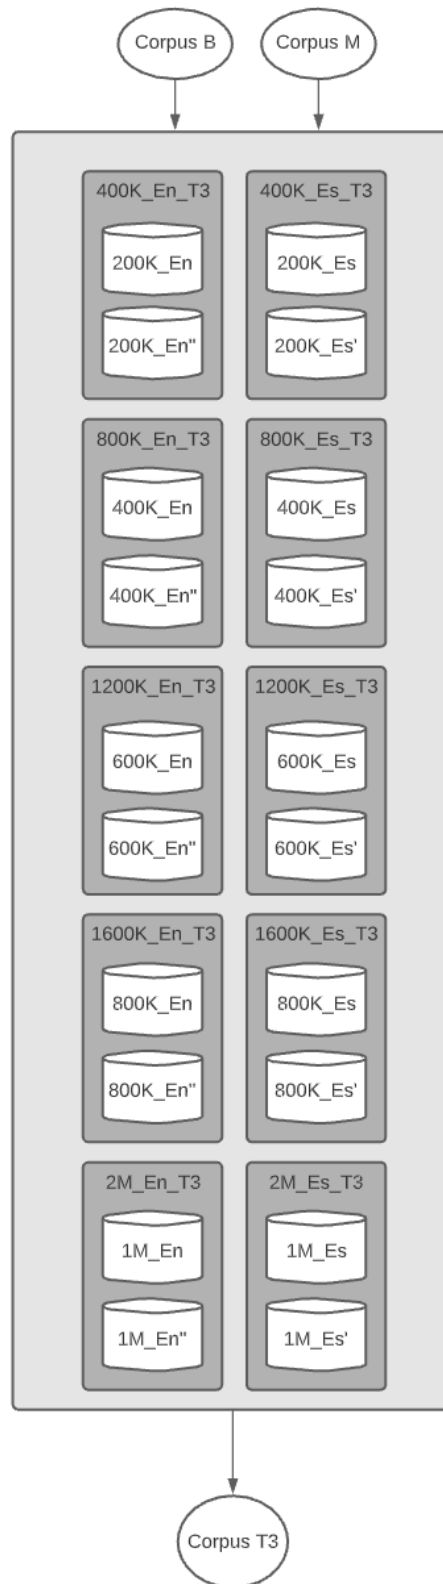 Corpus B
Corpus M
400K_En_T3
400K_Es_T3
200K_En
200K_Es
200K_En"
200K_Es'
800K_En_T3
800K_Es_T3
400K_En
400K_Es
400K_En"
400K_Es'
1200K_En_T3
1200K_Es_T3
600K_En
600K_Es
600K_En"
600K_Es'
1600K_En_T3
1600K_Es_T3
800K_En
800K_Es
800K_En"
800K_Es'
2M_En_T3
2M_Es_T3
1M_En
1M_Es
1M_En"
1M_Es'
Corpus T3